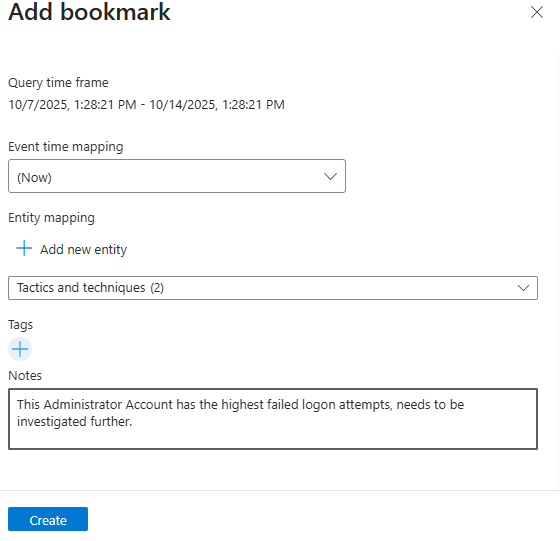 Add bookmark
Query time frame
10/7/2025, 1:28:21 PM - 10/14/2025, 1:28:21 PM
Event time mapping
(Now)
Entity mapping
Add new entity
Tactics and techniques (2)
Tags
Notes
This Administrator Account has the highest failed logon attempts, needs to be
investigated further.
Create